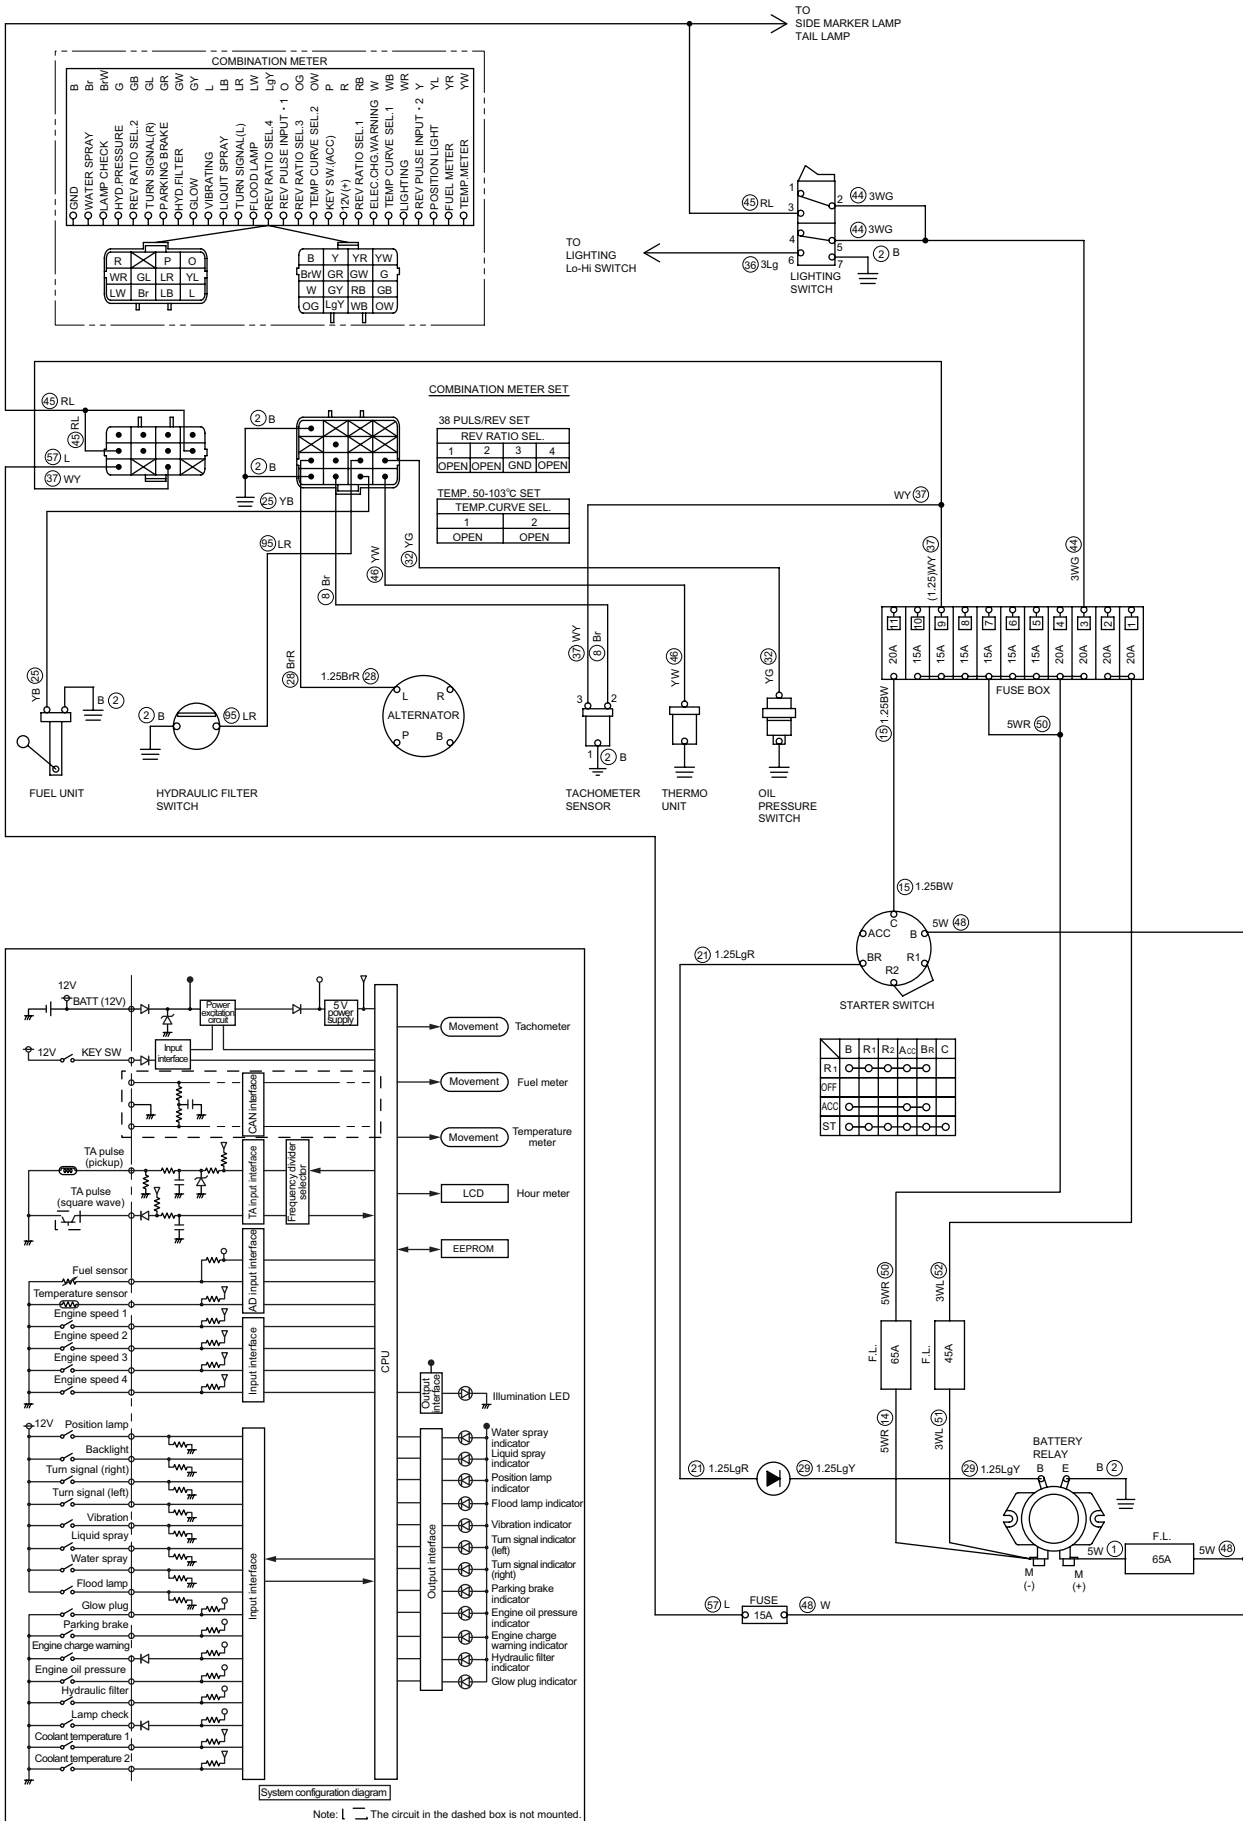 TO
SIDE MARKER LAMP
TAIL LAMP
COMBINATION METER
B Br BrW G GB GL GR GW GY L LB LR LW LgY O OG OW P R RB W WB WR Y YL YR YW
GND
WATER SPRAY
LAMP CHECK
HYD.PRESSURE
REV RATIO SEL.2
TURN SIGNAL(R)
PARKING BRAKE
HYD.FILTER
GLOW
VIBRATING
LIQUIT SPRAY
TURN SIGNAL(L)
FLOOD LAMP
REV RATIO SEL.4
REV PULSE INPUT・1
REV RATIO SEL.3
TEMP CURVE SEL.2
KEY SW.(ACC)
12V(+)
REV RATIO SEL.1
ELEC.CHG.WARNING
TEMP CURVE SEL.1
LIGHTING
REV PULSE INPUT・2
POSITION LIGHT
FUEL METER
TEMP.METER
R P O
WR GL LR YL
LW Br LB L
B Y YR YW
BrW GR GW G
W GY RB GB
OG LgY WB OW
1
2
3
4
5
6
7
45 RL
44 3WG
44 3WG
2 B
36 3Lg
TO
LIGHTING
Lo-Hi SWITCH
LIGHTING
SWITCH
45 RL
45 RL
57 L
37 WY
2 B
2 B
25 YB
95 LR
COMBINATION METER SET
38 PULS/REV SET
REV RATIO SEL.
1 2 3 4
OPEN OPEN GND OPEN
TEMP. 50-103°C SET
TEMP.CURVE SEL.
1 2
OPEN OPEN
8 Br
46 YW
32 YG
WY 37
(1.25)WY 37
3WG 44
28 BrR
1.25BrR 28
37 WY
8 Br
YW 46
YG 32
YB 25
B 2
2 B
95 LR
L R
ALTERNATOR
P B
3 2
1
2 B
FUEL UNIT
HYDRAULIC FILTER
SWITCH
TACHOMETER
SENSOR
THERMO
UNIT
OIL
PRESSURE
SWITCH
11 10 9 8 7 6 5 4 3 2 1
20A 15A 15A 15A 15A 15A 15A 20A 20A 20A 20A
FUSE BOX
15 1.25BW
5WR 50
15 1.25BW
C
ACC
B
BR
R1
R2
5W 48
21 1.25LgR
STARTER SWITCH
B R1 R2 Acc BR C
R1
OFF
ACC
ST
5WR 50
3WL 52
F.L.
65A
F.L.
45A
5WR 14
3WL 51
BATTERY
RELAY
21 1.25LgR
29 1.25LgY
29 1.25LgY
B E
B 2
M
(-)
M
(+)
5W 1
F.L.
65A
5W 48
57 L
FUSE
15A
48 W
12V
BATT (12V)
Power
excitation
circuit
5 V
power
supply
12V
KEY SW
Input
interface
CAN interface
TA pulse
(pickup)
TA pulse
(square wave)
TA input interface
Frequency divider
selector
Fuel sensor
Temperature sensor
AD input interface
Engine speed 1
Engine speed 2
Engine speed 3
Engine speed 4
Input interface
CPU
Movement Tachometer
Movement Fuel meter
Movement Temperature
meter
LCD Hour meter
EEPROM
Output
interface
Illumination LED
12V
Position lamp
Backlight
Turn signal (right)
Turn signal (left)
Vibration
Liquid spray
Water spray
Flood lamp
Glow plug
Parking brake
Engine charge warning
Engine oil pressure
Hydraulic filter
Lamp check
Coolant temperature 1
Coolant temperature 2
Input interface
Output interface
Water spray
indicator
Liquid spray
indicator
Position lamp
indicator
Flood lamp indicator
Vibration indicator
Turn signal indicator
(left)
Turn signal indicator
(right)
Parking brake
indicator
Engine oil pressure
indicator
Engine charge
warning indicator
Hydraulic filter
indicator
Glow plug indicator
System configuration diagram
Note: The circuit in the dashed box is not mounted.